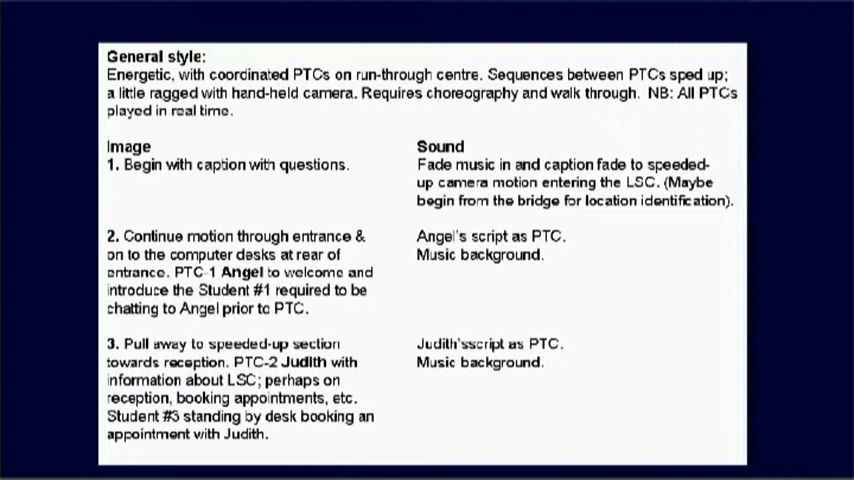 General style:
Energetic, with coordinated PTCs on run-through centre. Sequences between PTCs sped up;
a little ragged with hand-held camera. Requires choreography and walk through.  NB: All PTCs
played in real time.
Image
1. Begin with caption with questions.
Sound
Fade music in and caption fade to speeded-
up camera motion entering the LSC. (Maybe
begin from the bridge for location identification).
2. Continue motion through entrance &
on to the computer desks at rear of
entrance. PTC-1 Angel to welcome and
introduce the Student #1 required to be
chatting to Angel prior to PTC.
Angel's script as PTC.
Music background.
3. Pull away to speeded-up section
towards reception. PTC-2 Judith with
information about LSC; perhaps on
reception, booking appointments, etc.
Student #3 standing by desk booking an
appointment with Judith.
Judith'sscript as PTC.
Music background.